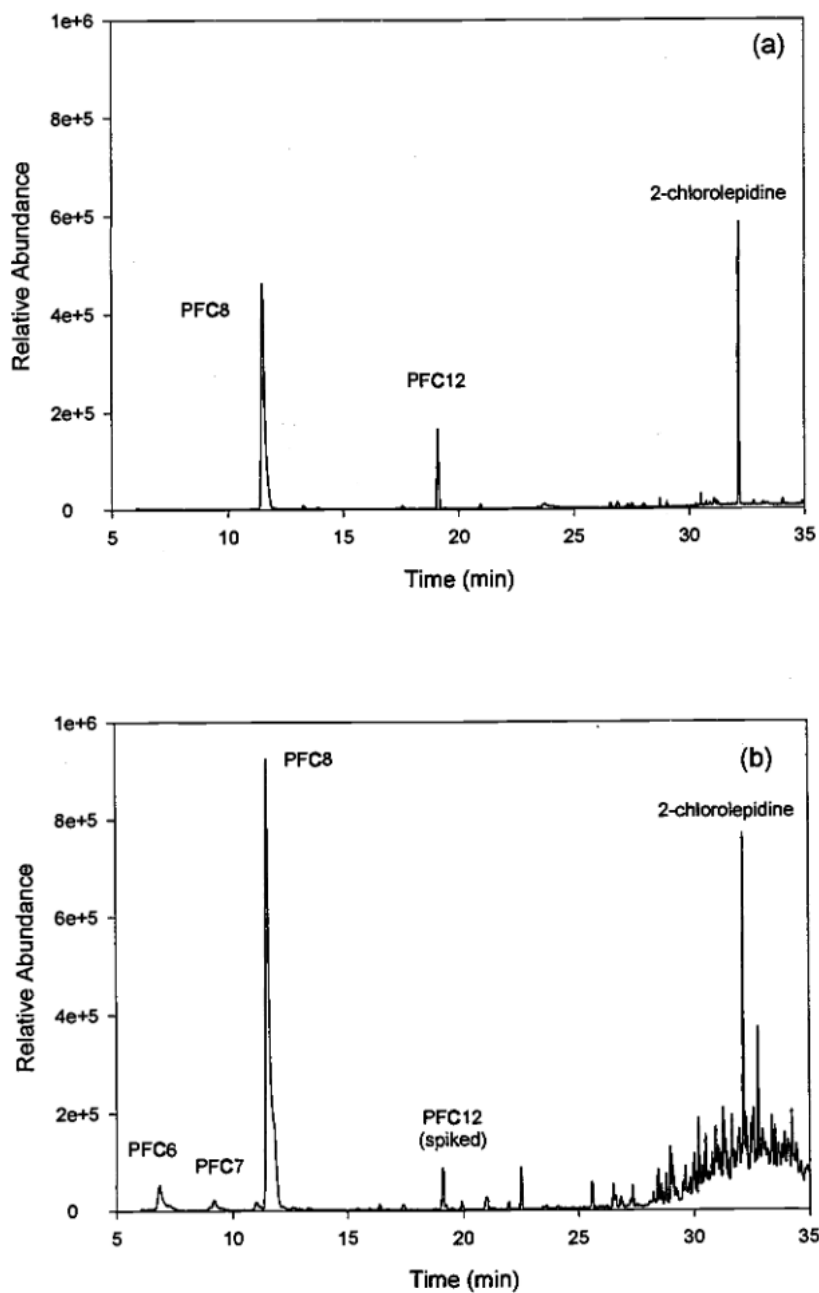 1e+6
(a)
8e+5
2-chlorolepidine
6e+5
Relative Abundance
PFC8
4e+5
PFC12
2e+5
0
5 10 15 20 25 30 35
Time (min)
1e+6
PFC8
(b)
8e+5
2-chlorolepidine
6e+5
Relative Abundance
4e+5
PFC12
(spiked)
2e+5
PFC6
PFC7
0
5 10 15 20 25 30 35
Time (min)